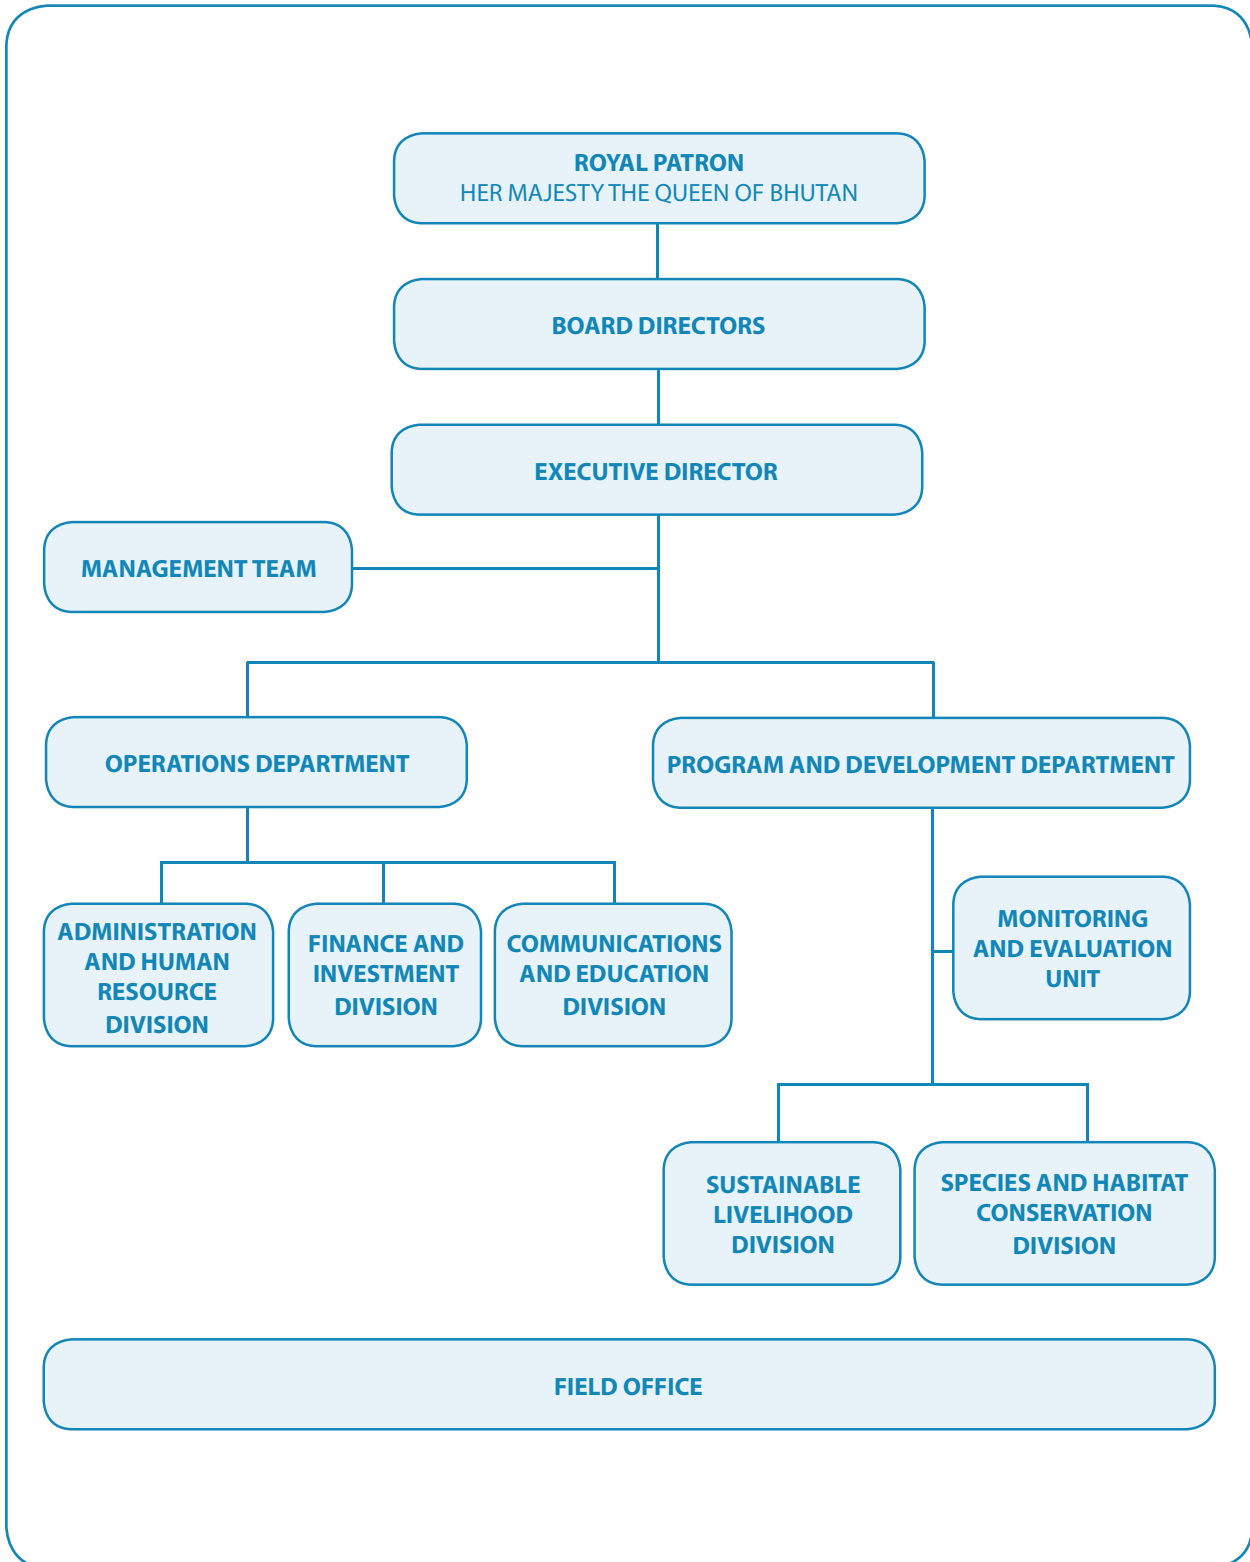 ROYAL PATRON
HER MAJESTY THE QUEEN OF BHUTAN
BOARD DIRECTORS
EXECUTIVE DIRECTOR
MANAGEMENT TEAM
OPERATIONS DEPARTMENT
PROGRAM AND DEVELOPMENT DEPARTMENT
ADMINISTRATION
AND HUMAN
RESOURCE
DIVISION
FINANCE AND
INVESTMENT
DIVISION
COMMUNICATIONS
AND EDUCATION
DIVISION
MONITORING
AND EVALUATION
UNIT
SUSTAINABLE
LIVELIHOOD
DIVISION
SPECIES AND HABITAT
CONSERVATION
DIVISION
FIELD OFFICE